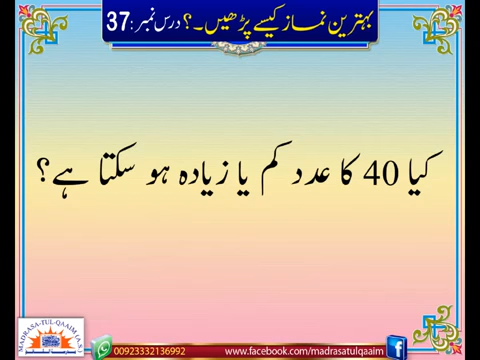 بہترین نماز کیسے پڑھیں۔؟ درس نمبر: 37
کیا 40 کا عدد کم یا زیادہ ہو سکتا ہے؟
MADRASA-TUL-QAAIM (A.S.)
00923332136992 www.facebook.com/madrasatulqaaim